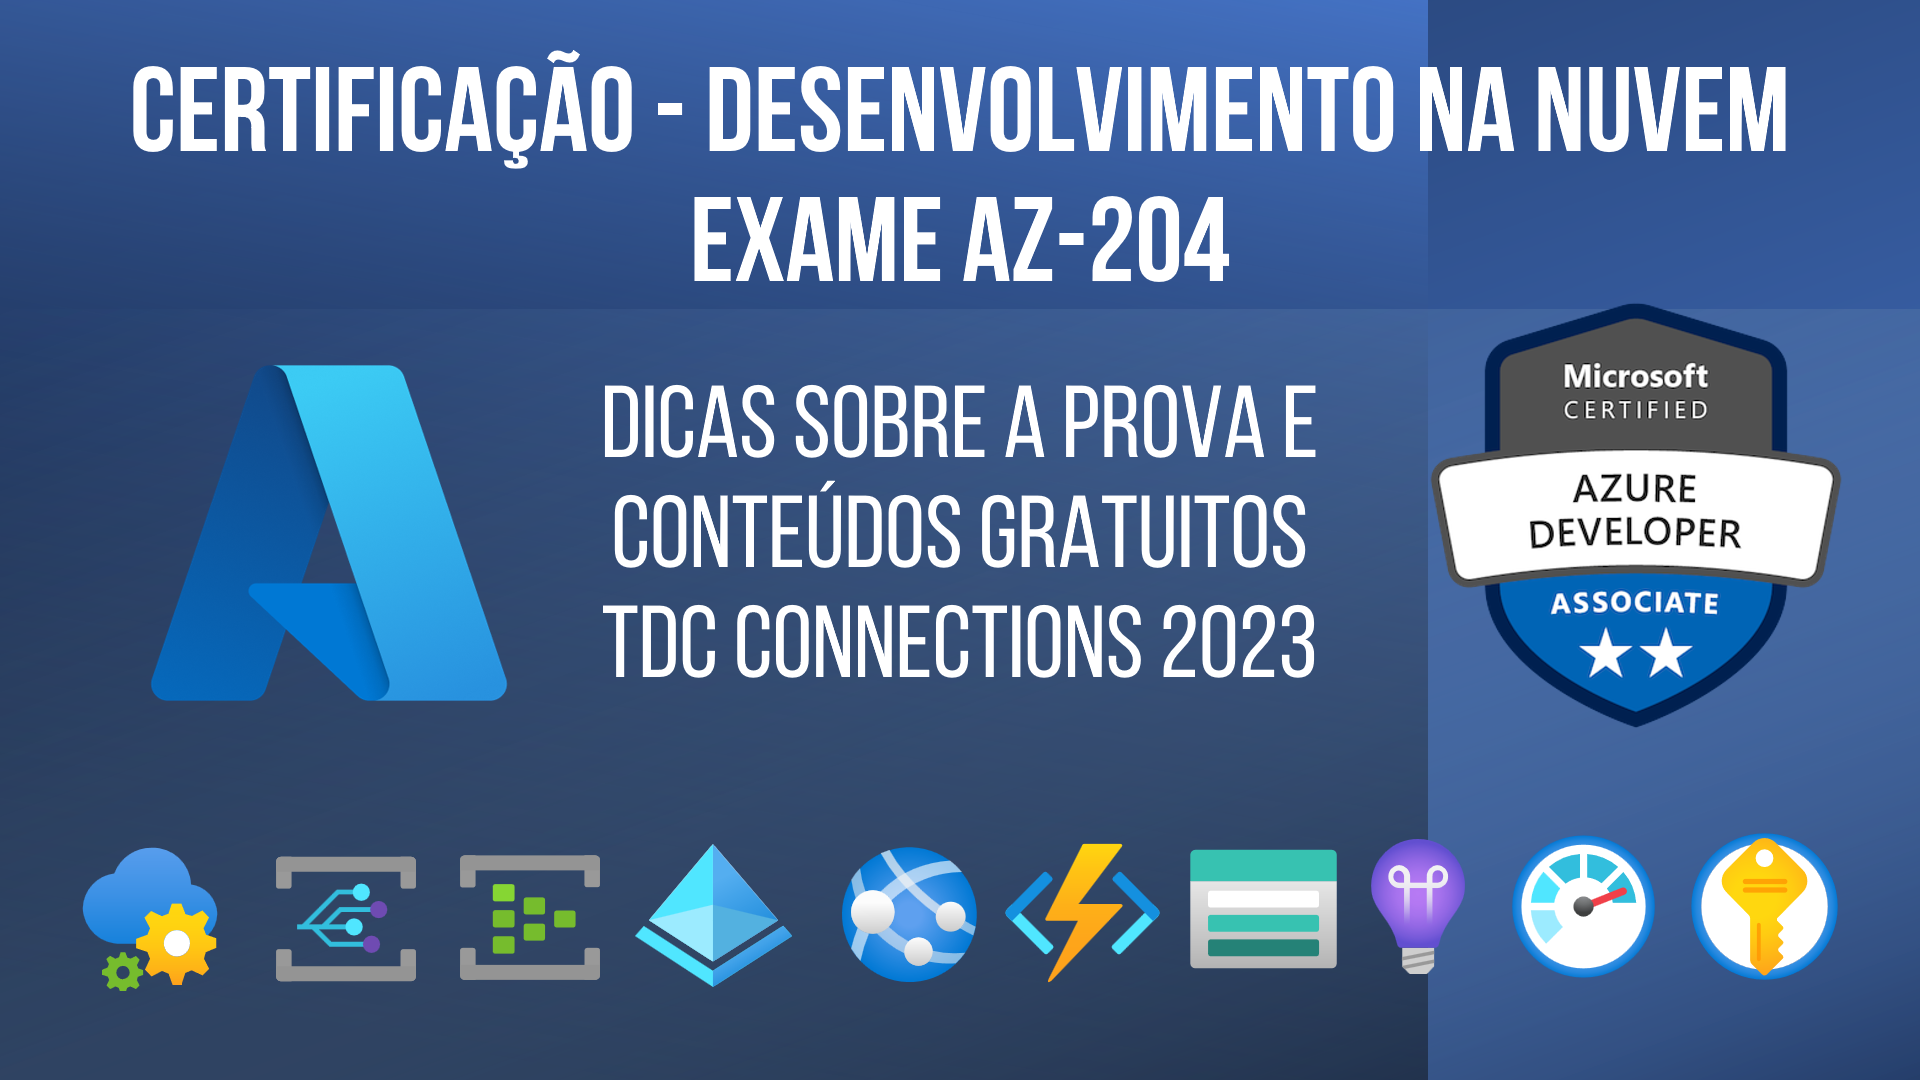 CERTIFICAÇÃO - DESENVOLVIMENTO NA NUVEM
EXAME AZ-204
DICAS SOBRE A PROVA E
CONTEÚDOS GRATUITOS
TDC CONNECTIONS 2023
Microsoft
CERTIFIED
AZURE
DEVELOPER
ASSOCIATE